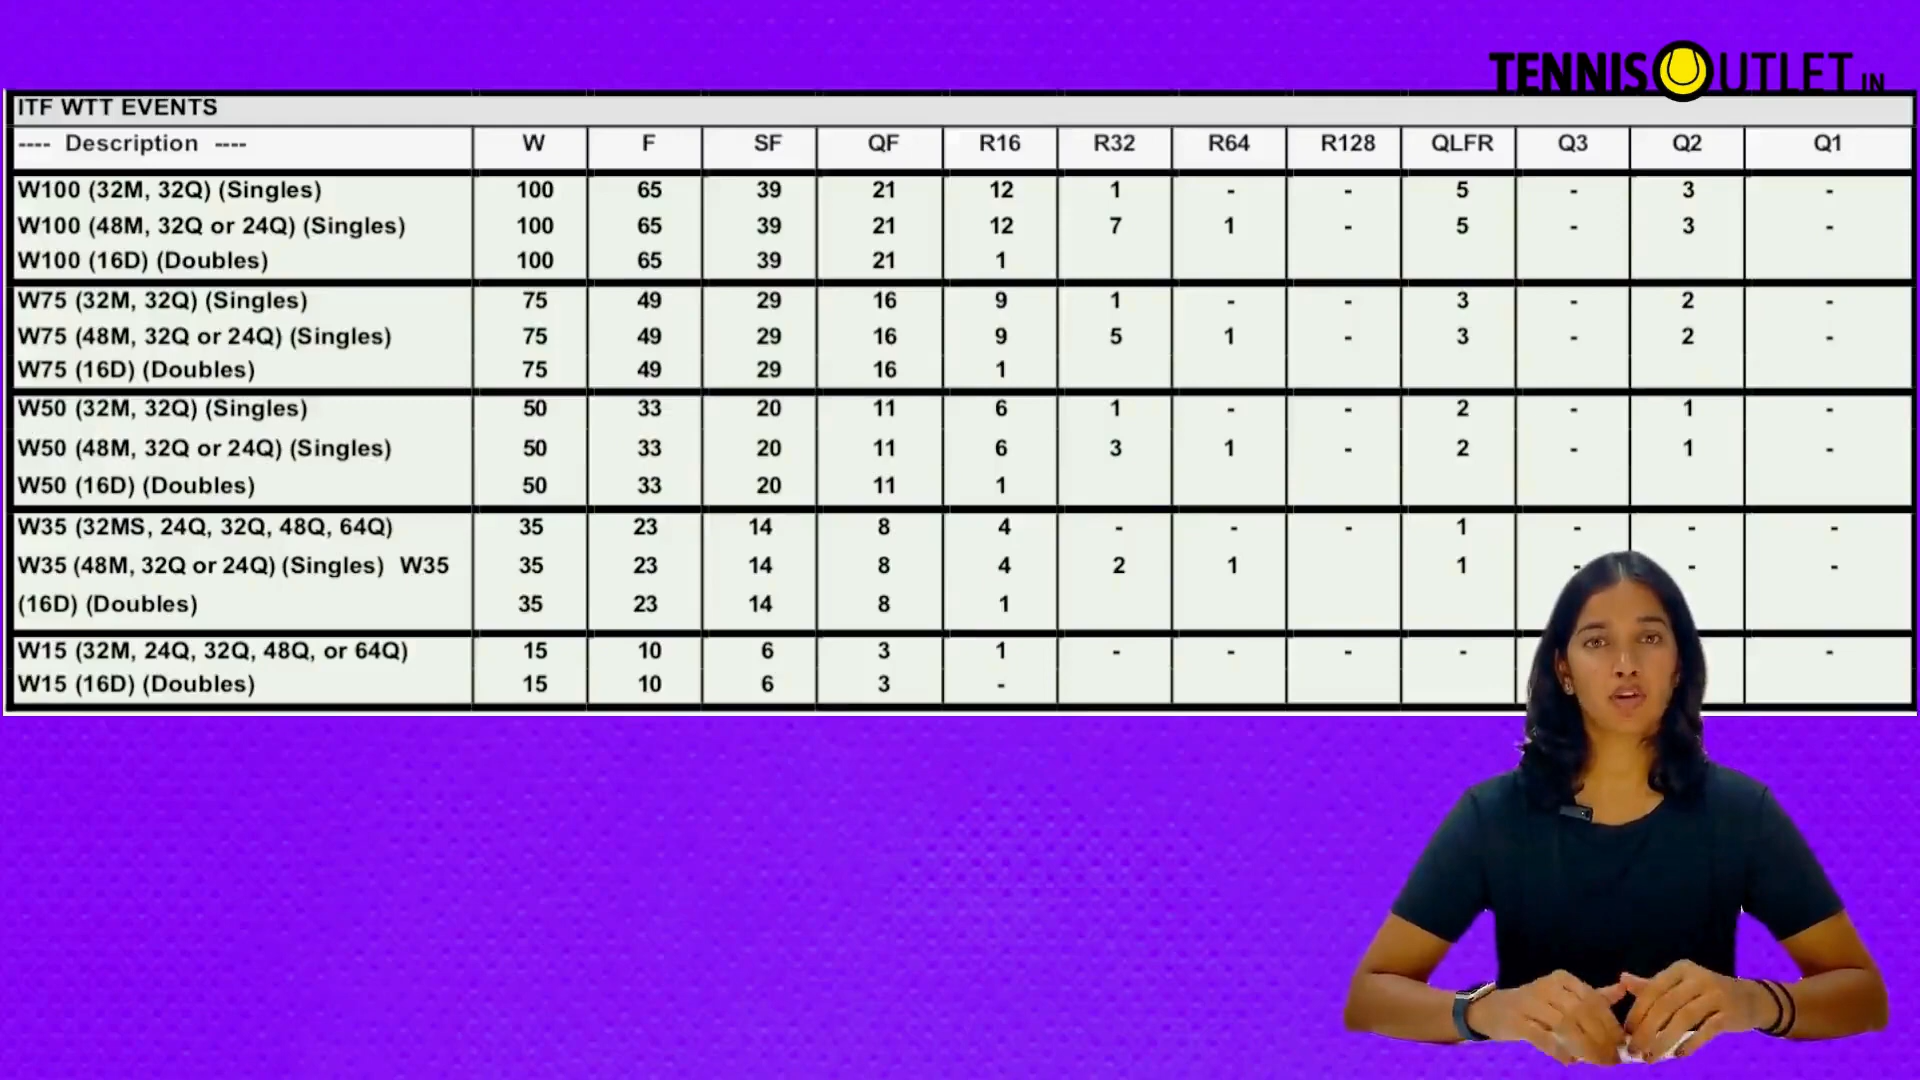 TENNISOUTLET.IN
ITF WTT EVENTS
---- Description ---- W F SF QF R16 R32 R64 R128 QLFR Q3 Q2 Q1
W100 (32M, 32Q) (Singles) 100 65 39 21 12 1 - - 5 - 3 -
W100 (48M, 32Q or 24Q) (Singles) 100 65 39 21 12 7 1 - 5 - 3 -
W100 (16D) (Doubles) 100 65 39 21 1
W75 (32M, 32Q) (Singles) 75 49 29 16 9 1 - - 3 - 2 -
W75 (48M, 32Q or 24Q) (Singles) 75 49 29 16 9 5 1 - 3 - 2 -
W75 (16D) (Doubles) 75 49 29 16 1
W50 (32M, 32Q) (Singles) 50 33 20 11 6 1 - - 2 - 1 -
W50 (48M, 32Q or 24Q) (Singles) 50 33 20 11 6 3 1 - 2 - 1 -
W50 (16D) (Doubles) 50 33 20 11 1
W35 (32MS, 24Q, 32Q, 48Q, 64Q) 35 23 14 8 4 - - - 1 - - -
W35 (48M, 32Q or 24Q) (Singles) W35 35 23 14 8 4 2 1 1 - - -
(16D) (Doubles) 35 23 14 8 1
W15 (32M, 24Q, 32Q, 48Q, or 64Q) 15 10 6 3 1 - - - - -
W15 (16D) (Doubles) 15 10 6 3 -